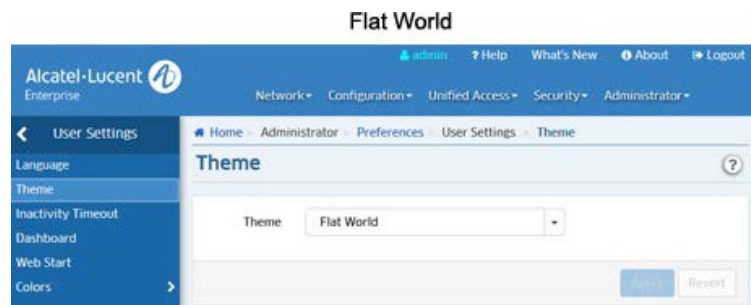 Flat World
admin ? Help What's New About Logout
Alcatel·Lucent
Enterprise
Network Configuration Unified Access Security Administrator
User Settings
Home > Administrator > Preferences > User Settings > Theme
Language
Theme
Inactivity Timeout
Dashboard
Web Start
Colors
Theme
?
Theme Flat World
Apply Revert